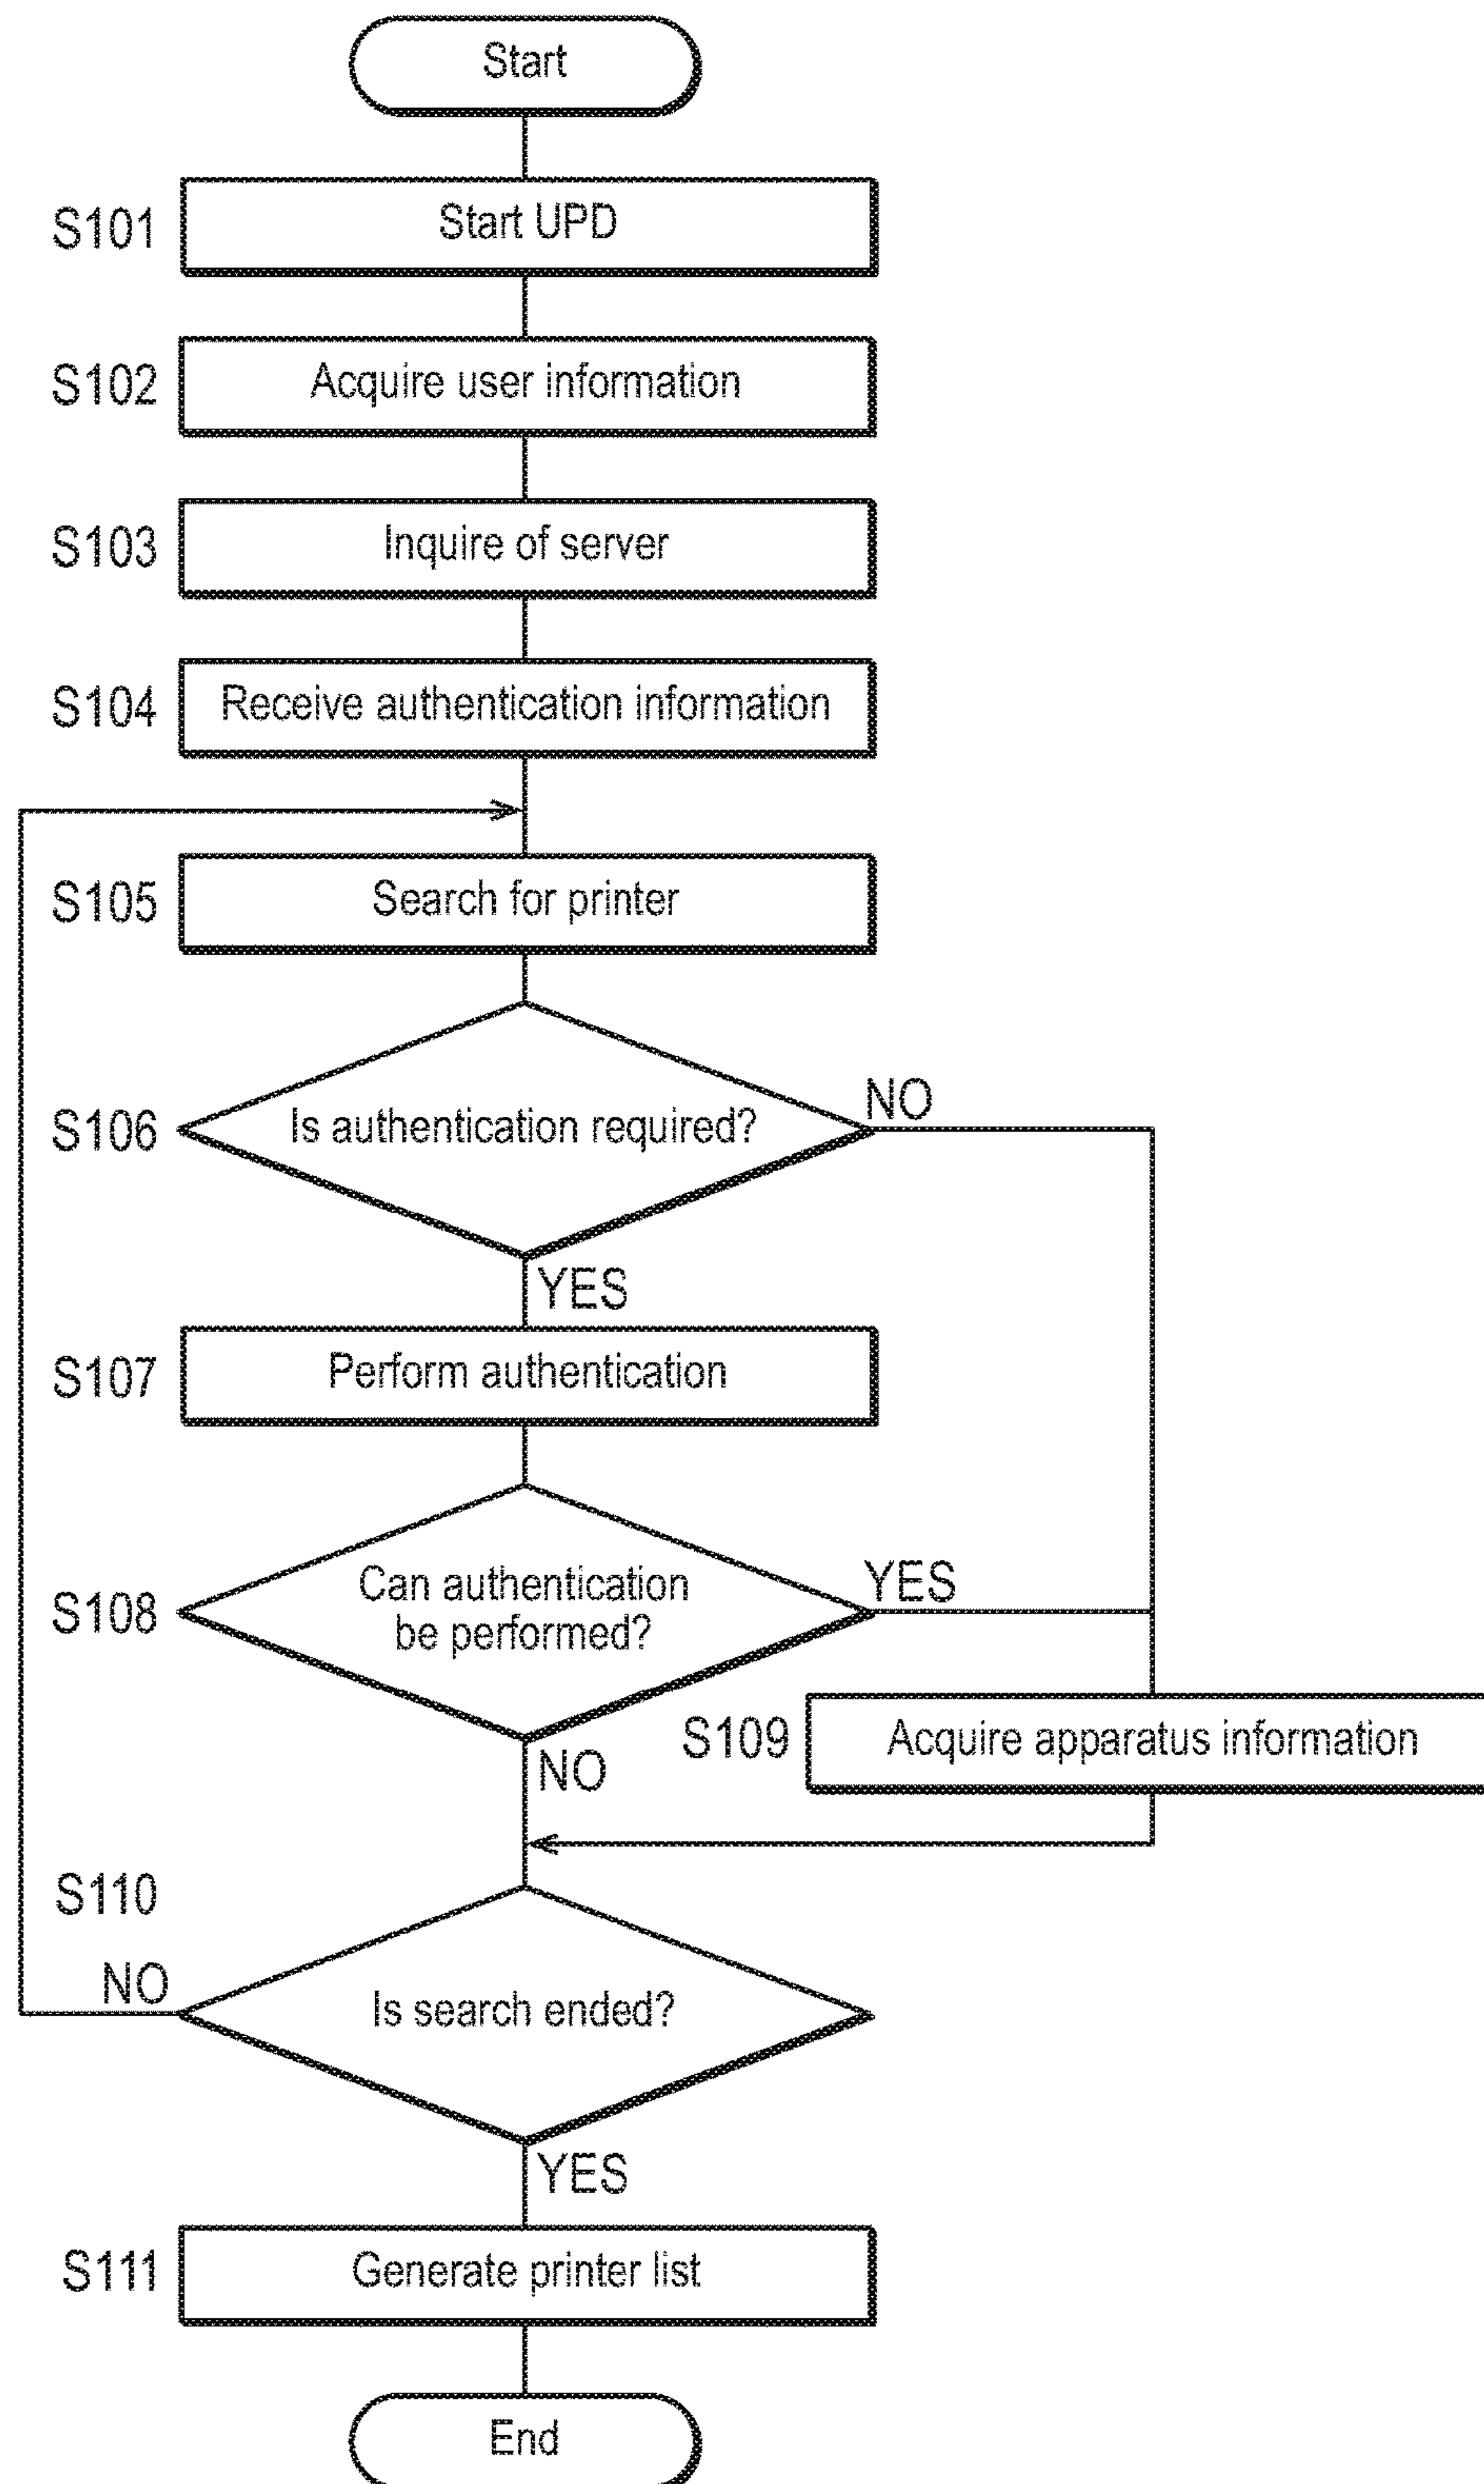 Start
S101
Start UPD
S102
Acquire user information
S103
Inquire of server
S104
Receive authentication information
S105
Search for printer
S106
Is authentication required?
NO
YES
S107
Perform authentication
S108
Can authentication
be performed?
YES
NO
S109
Acquire apparatus information
S110
Is search ended?
NO
YES
S111
Generate printer list
End